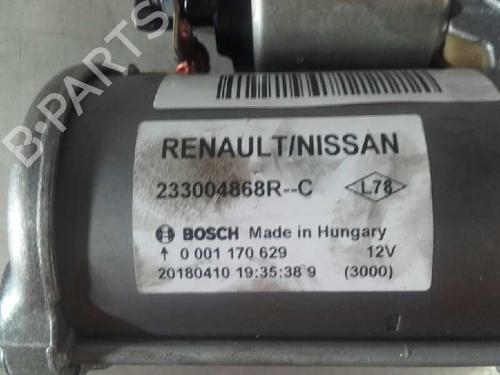 B-PARTS
RENAULT/NISSAN
233004868R--C L78
BOSCH Made in Hungary
0 001 170 629 12V
20180410 19:35:38 9 (3000)